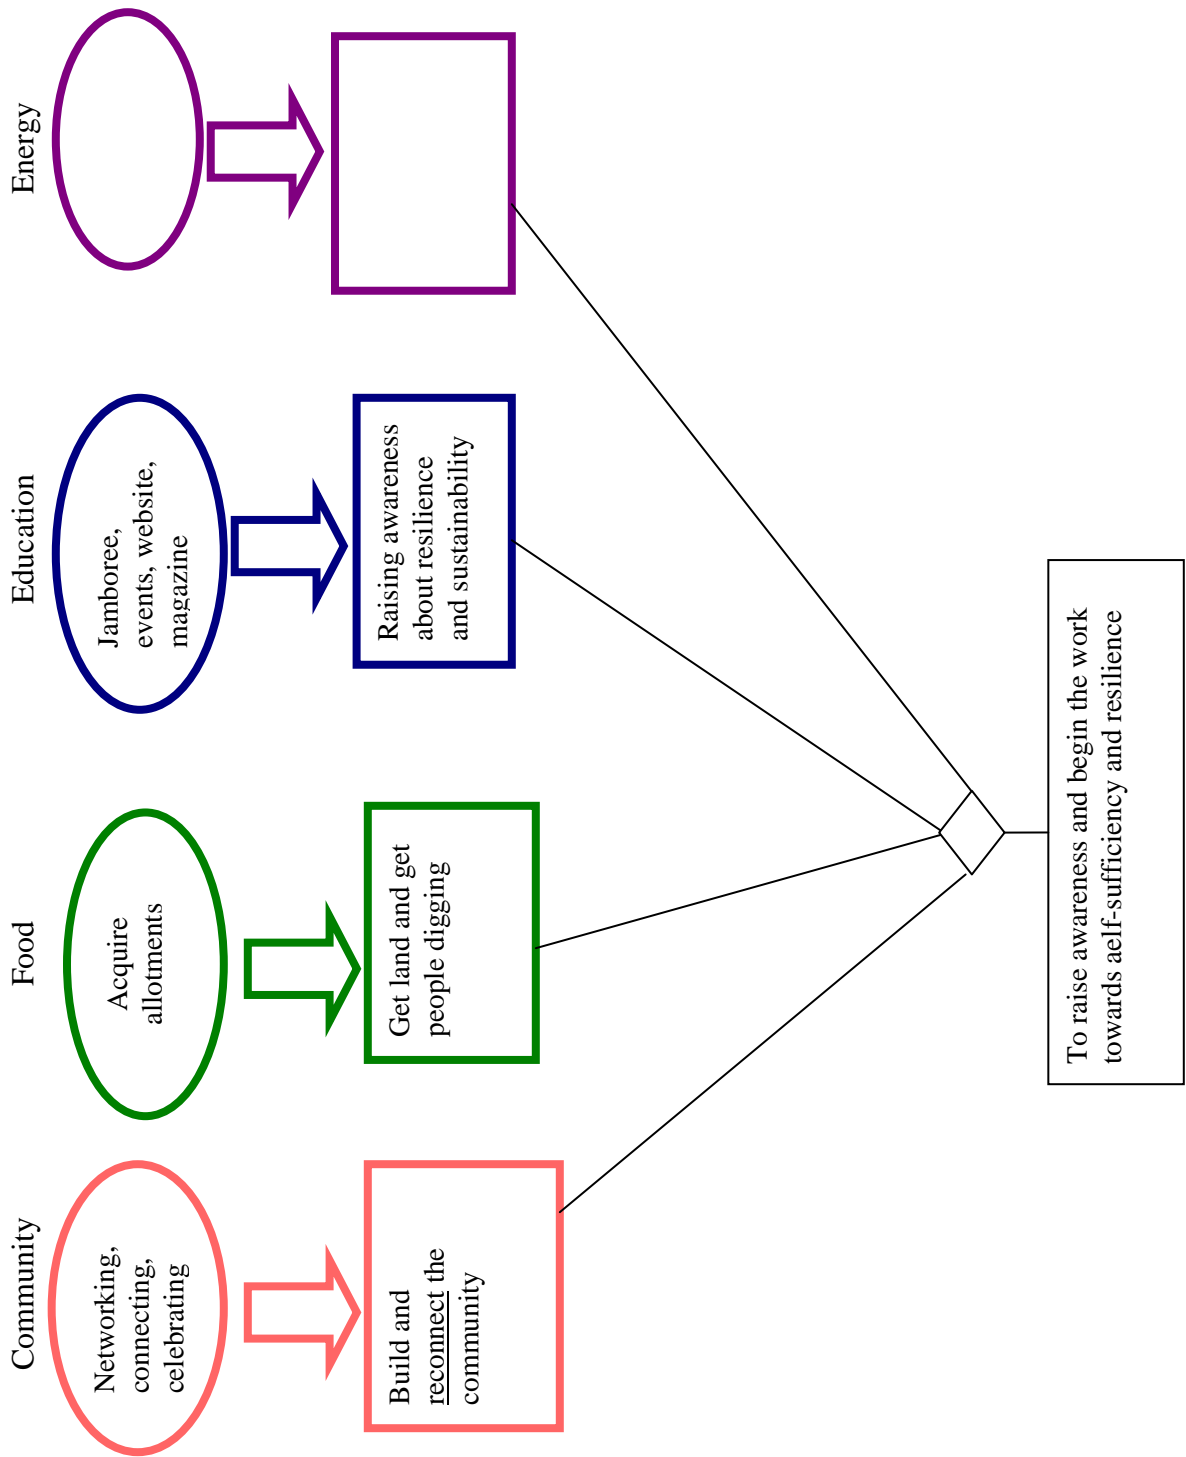 Community
Food
Education
Energy
Networking,
connecting,
celebrating
Acquire
allotments
Jamboree,
events, website,
magazine
Build and
reconnect the
community
Get land and get
people digging
Raising awareness
about resilience
and sustainability
To raise awareness and begin the work
towards aelf-sufficiency and resilience